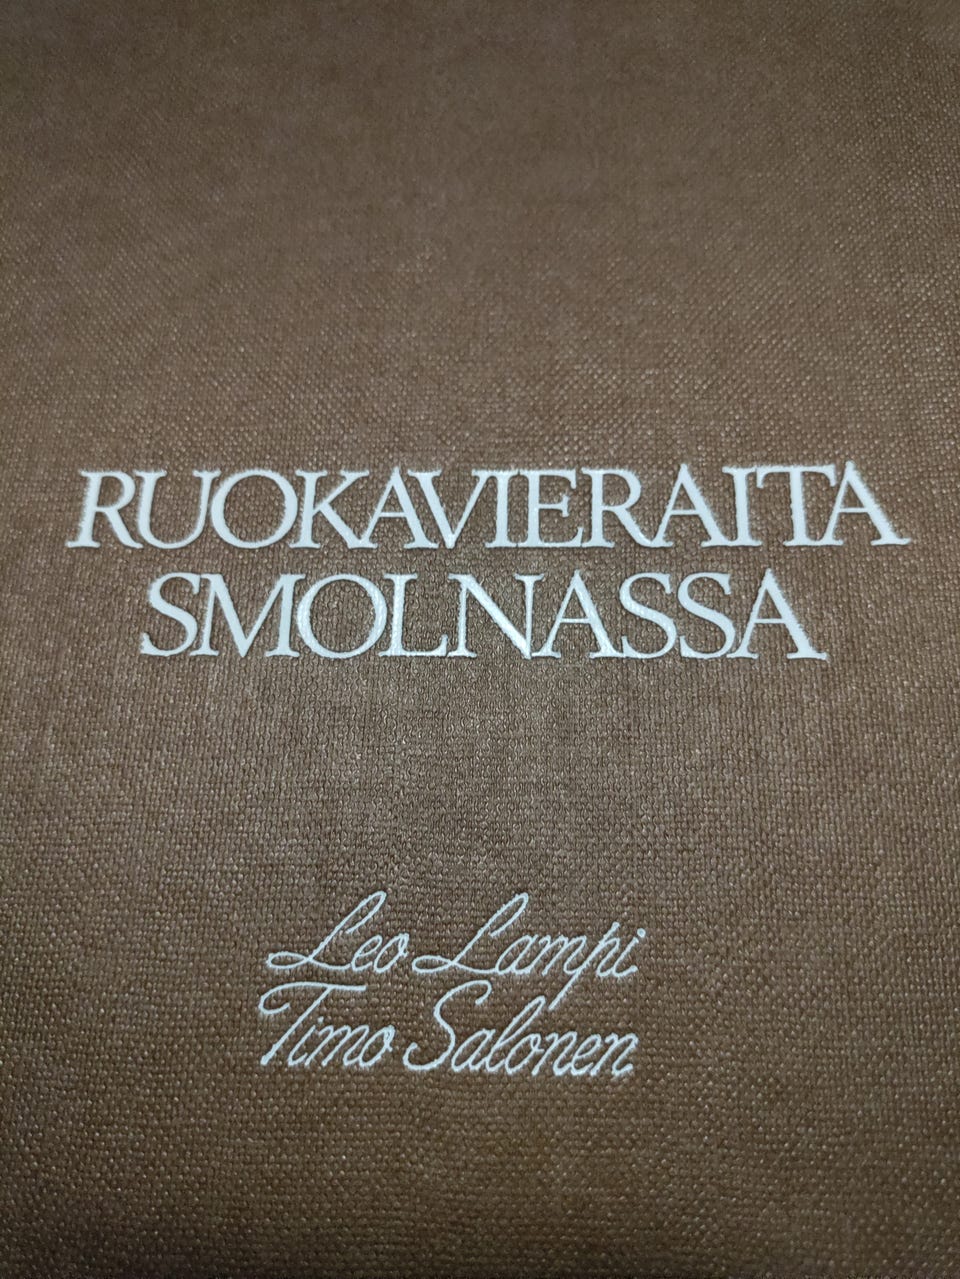 RUOKAVIERAITA
SMOLNASSA
Leo Lampi
Timo Salonen